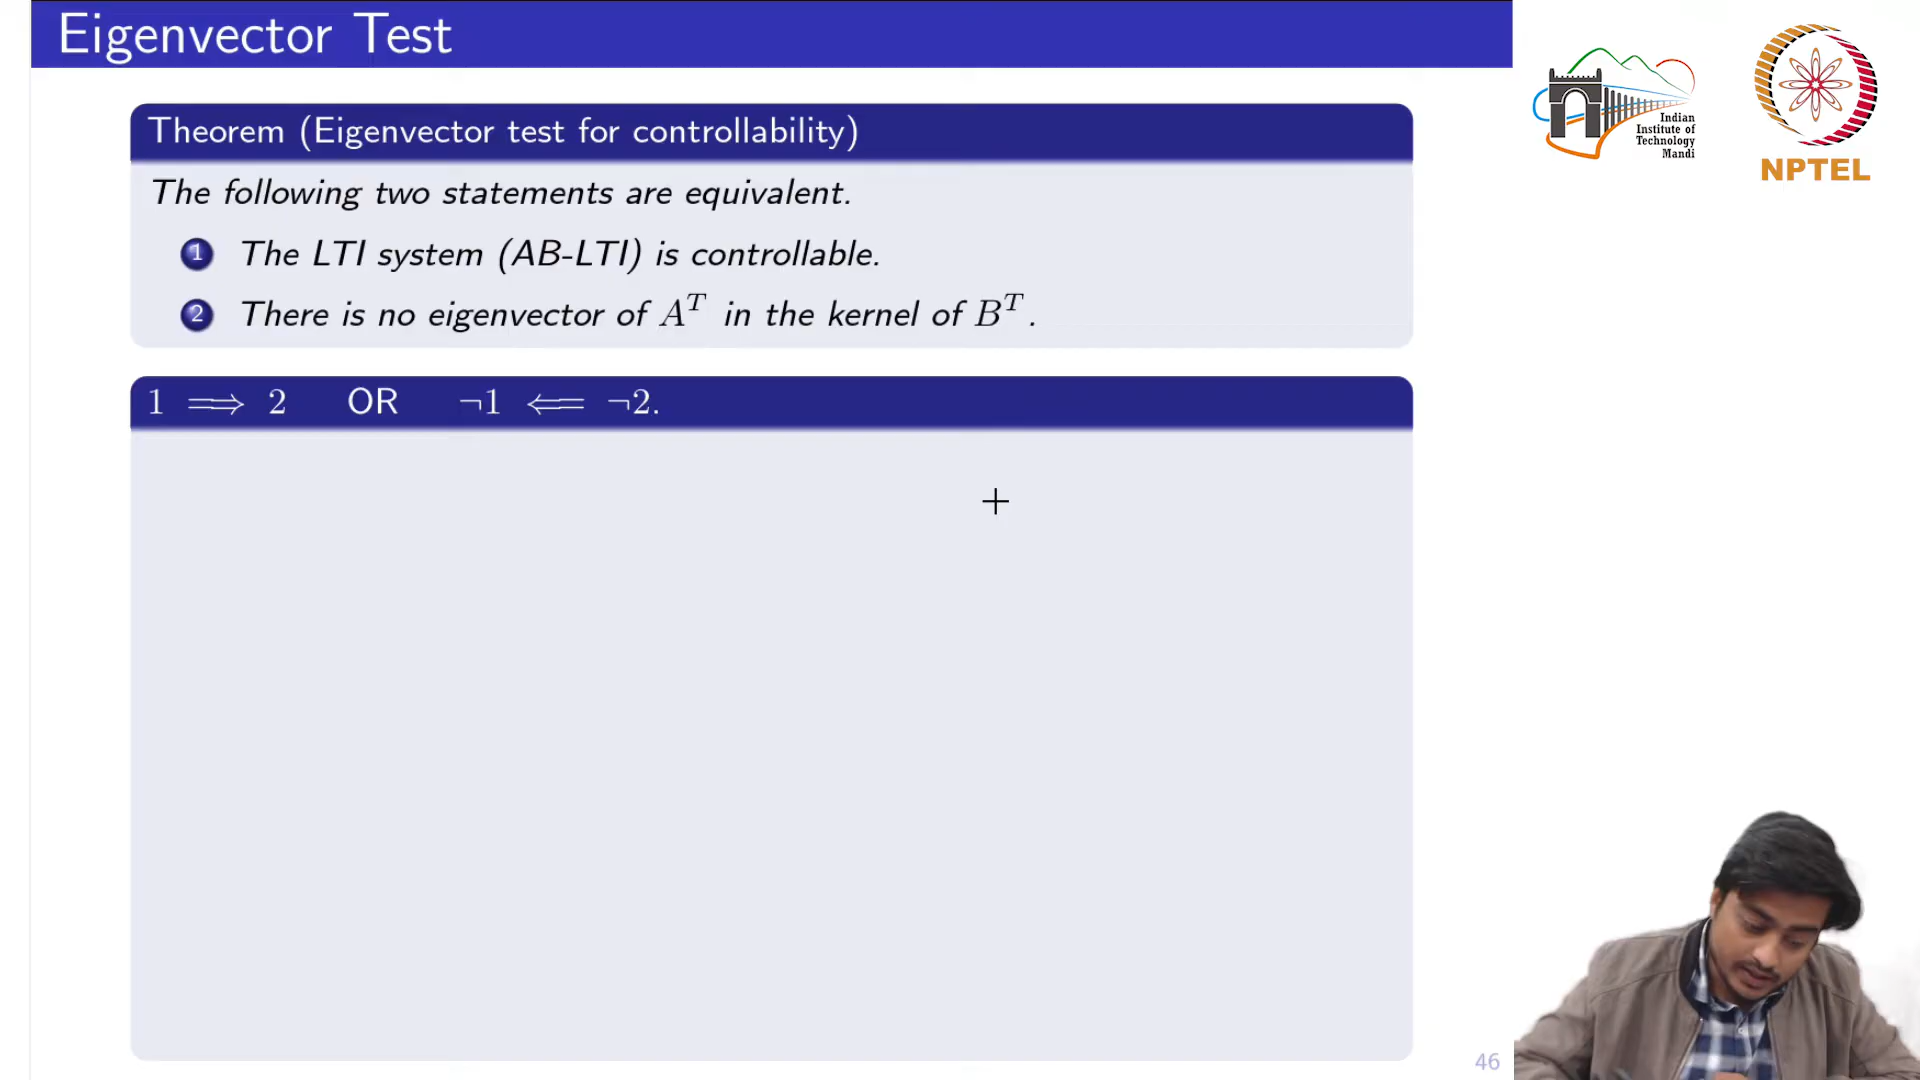 Eigenvector Test
Indian
Institute of
Technology
Mandi
NPTEL
Theorem (Eigenvector test for controllability)
The following two statements are equivalent.
1 The LTI system (AB-LTI) is controllable.
2 There is no eigenvector of A^T in the kernel of B^T.
1 ⟹ 2 OR ¬1 ⟸ ¬2.
46